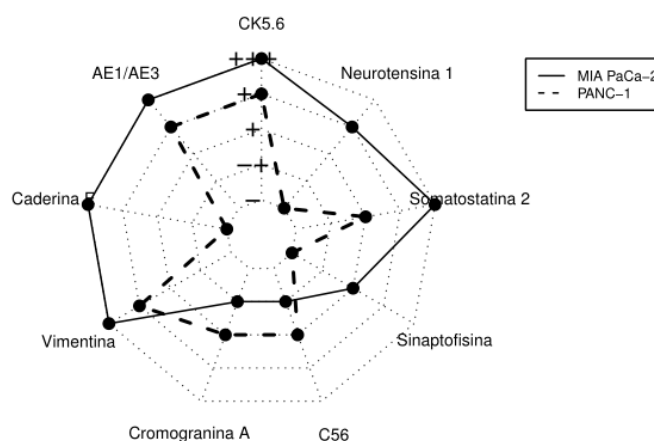 CK5.6
AE1/AE3
Neurotensina 1
+++
++
+
−+
−
Caderina E
Somatostatina 2
Vimentina
Sinaptofisina
Cromogranina A
C56
MIA PaCa−2
PANC−1